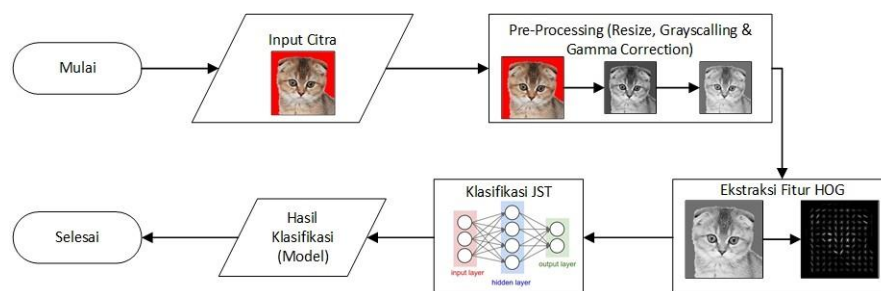 Mulai
Input Citra
Pre-Processing (Resize, Grayscalling &
Gamma Correction)
Ekstraksi Fitur HOG
Klasifikasi JST
input layer
hidden layer
output layer
Hasil
Klasifikasi
(Model)
Selesai